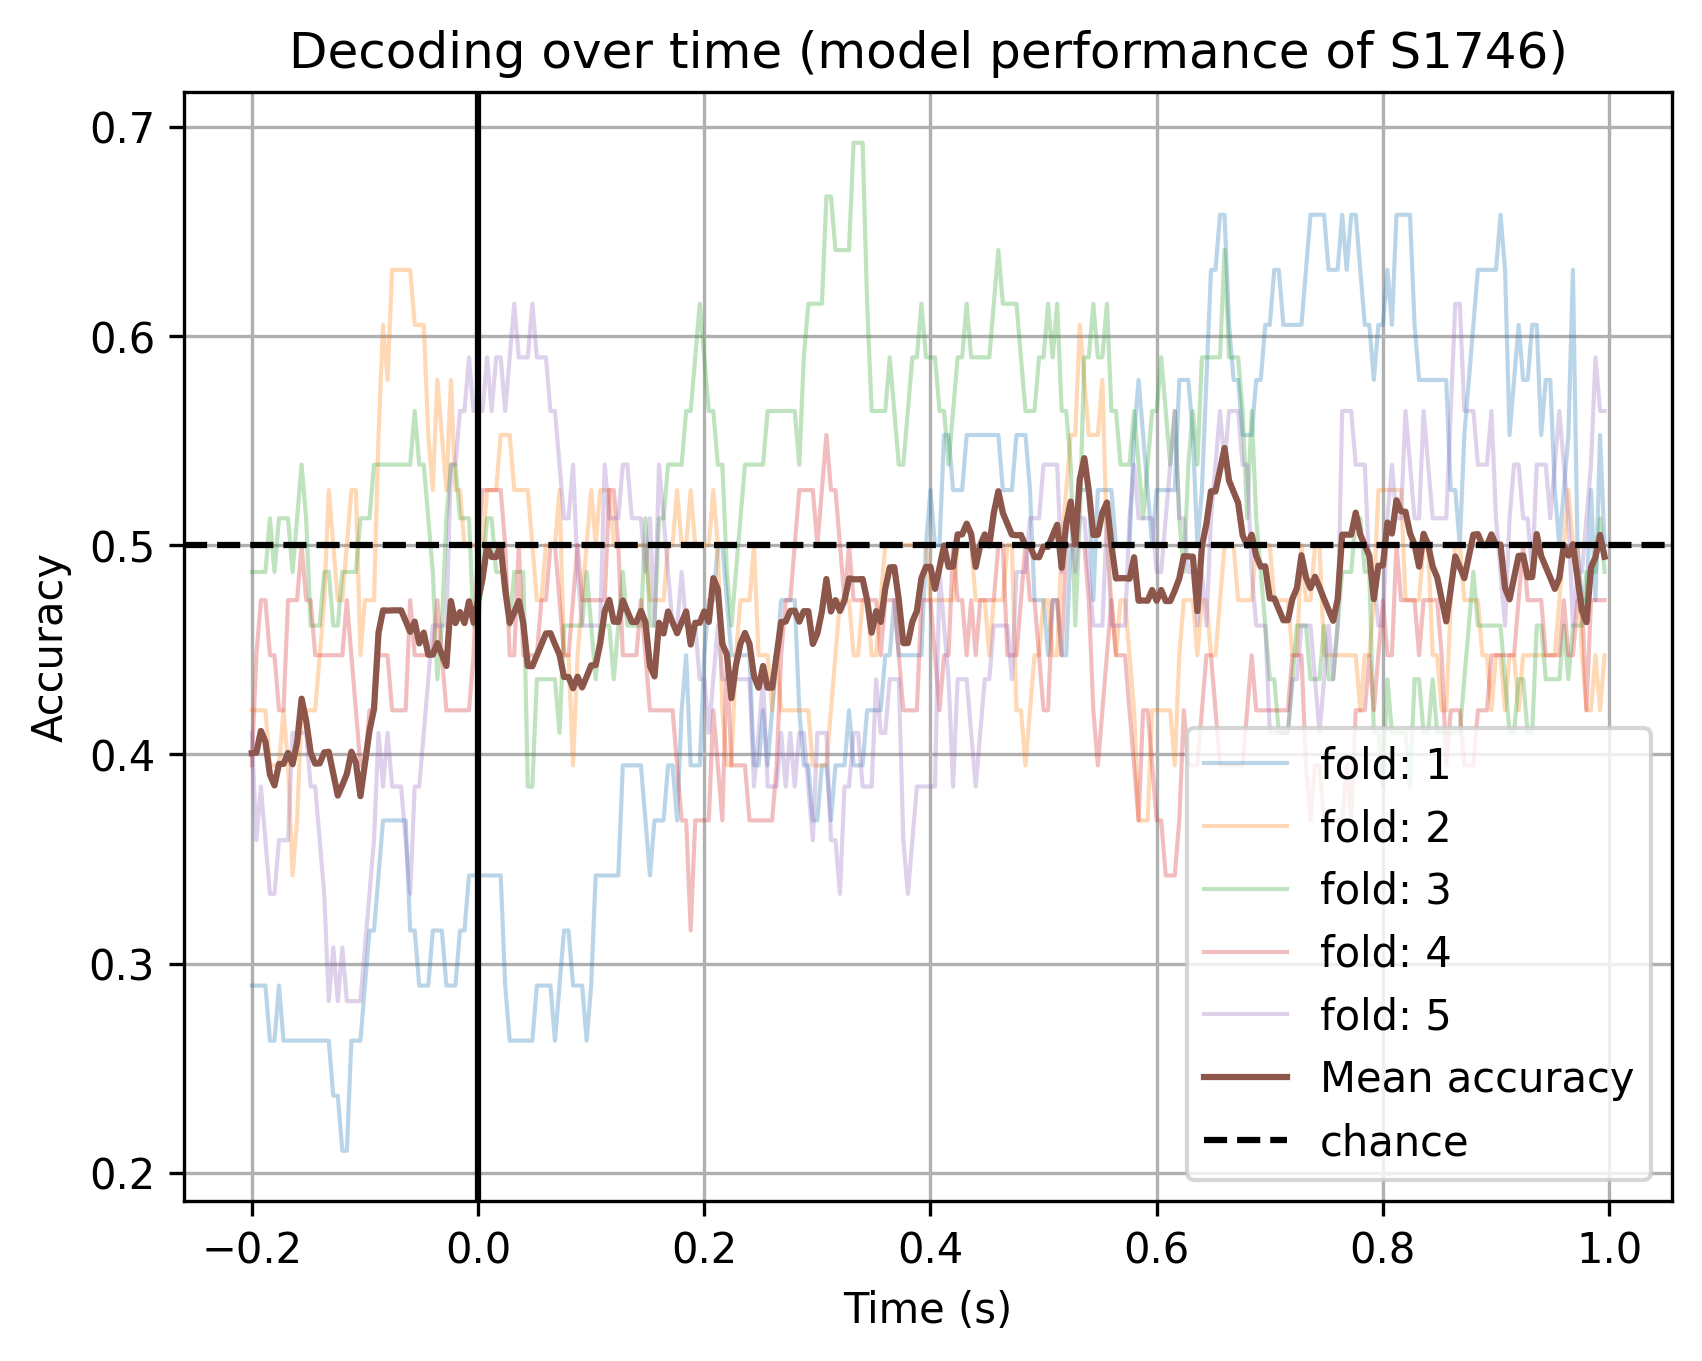 Decoding over time (model performance of S1746)
Accuracy
0.7
0.6
0.5
0.4
0.3
0.2
fold: 1
fold: 2
fold: 3
fold: 4
fold: 5
Mean accuracy
chance
−0.2 0.0 0.2 0.4 0.6 0.8 1.0
Time (s)